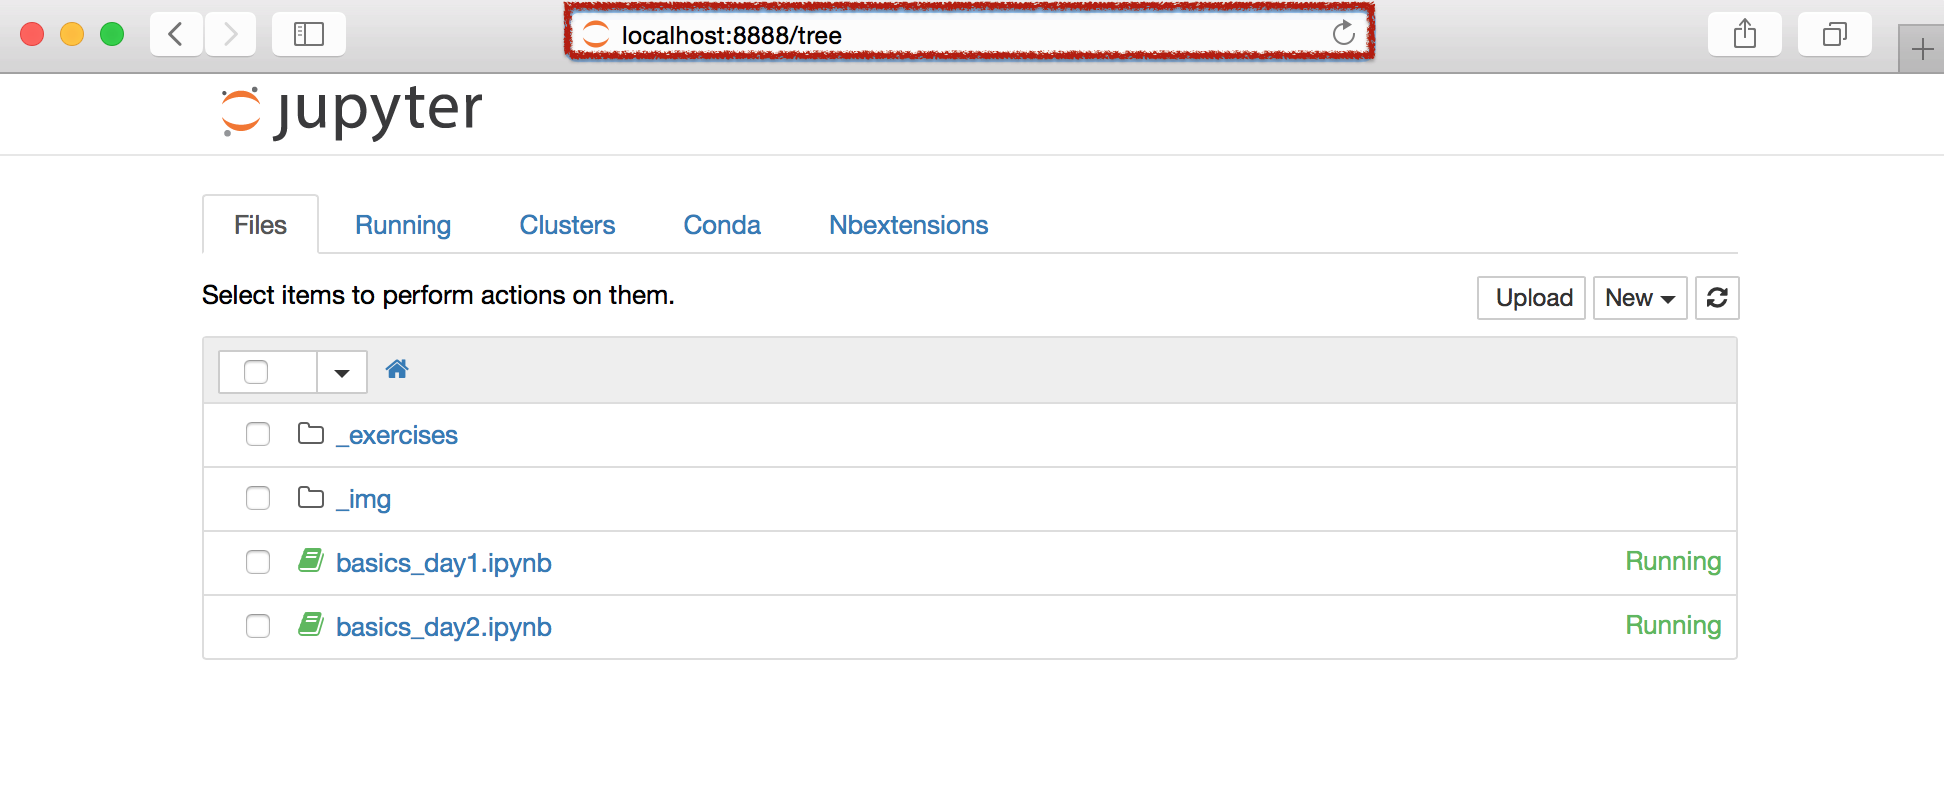 localhost:8888/tree
jupyter
Files Running Clusters Conda Nbextensions
Select items to perform actions on them.
Upload New
_exercises
_img
basics_day1.ipynb Running
basics_day2.ipynb Running